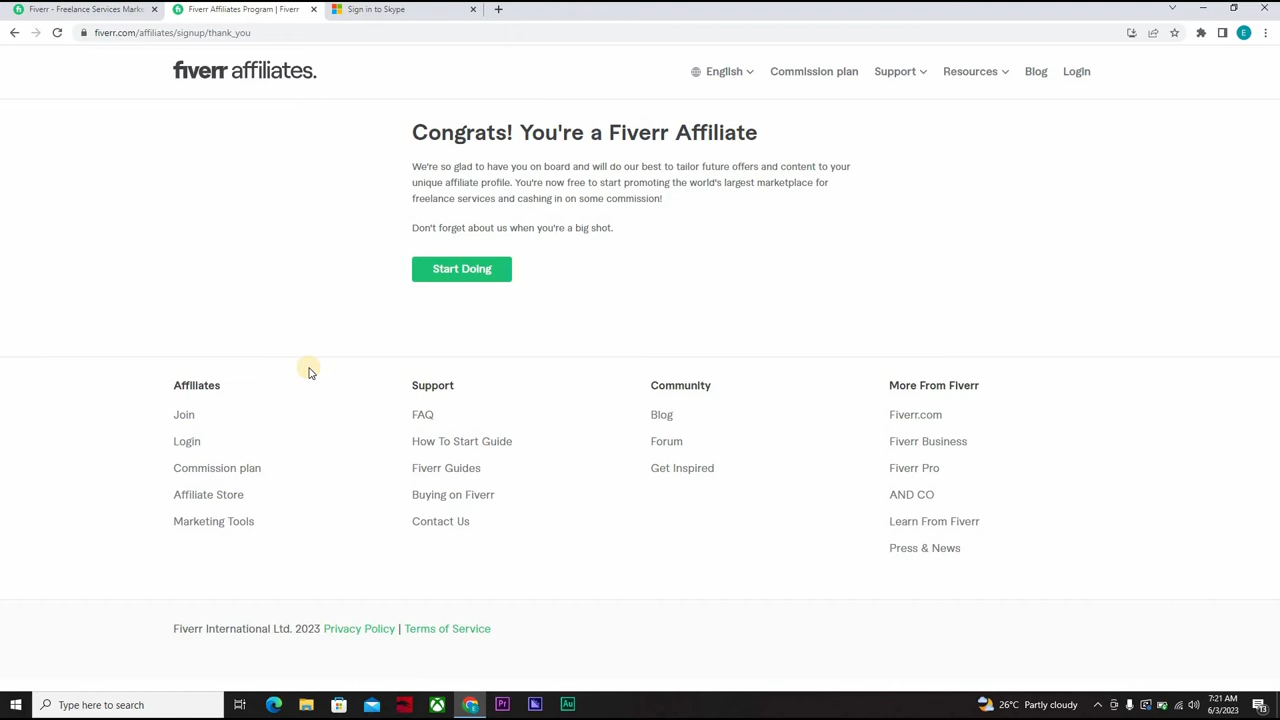 Fiverr - Freelance Services Marke
Fiverr Affiliates Program | Fiverr
Sign in to Skype
fiverr.com/affiliates/signup/thank_you
E
fiverr affiliates.
English
Commission plan
Support
Resources
Blog
Login
Congrats! You're a Fiverr Affiliate
We're so glad to have you on board and will do our best to tailor future offers and content to your
unique affiliate profile. You're now free to start promoting the world's largest marketplace for
freelance services and cashing in on some commission!
Don't forget about us when you're a big shot.
Start Doing
Affiliates
Join
Login
Commission plan
Affiliate Store
Marketing Tools
Support
FAQ
How To Start Guide
Fiverr Guides
Buying on Fiverr
Contact Us
Community
Blog
Forum
Get Inspired
More From Fiverr
Fiverr.com
Fiverr Business
Fiverr Pro
AND CO
Learn From Fiverr
Press & News
Fiverr International Ltd. 2023 Privacy Policy | Terms of Service
Type here to search
Pr
Au
26°C Partly cloudy
7:21 AM
6/3/2023